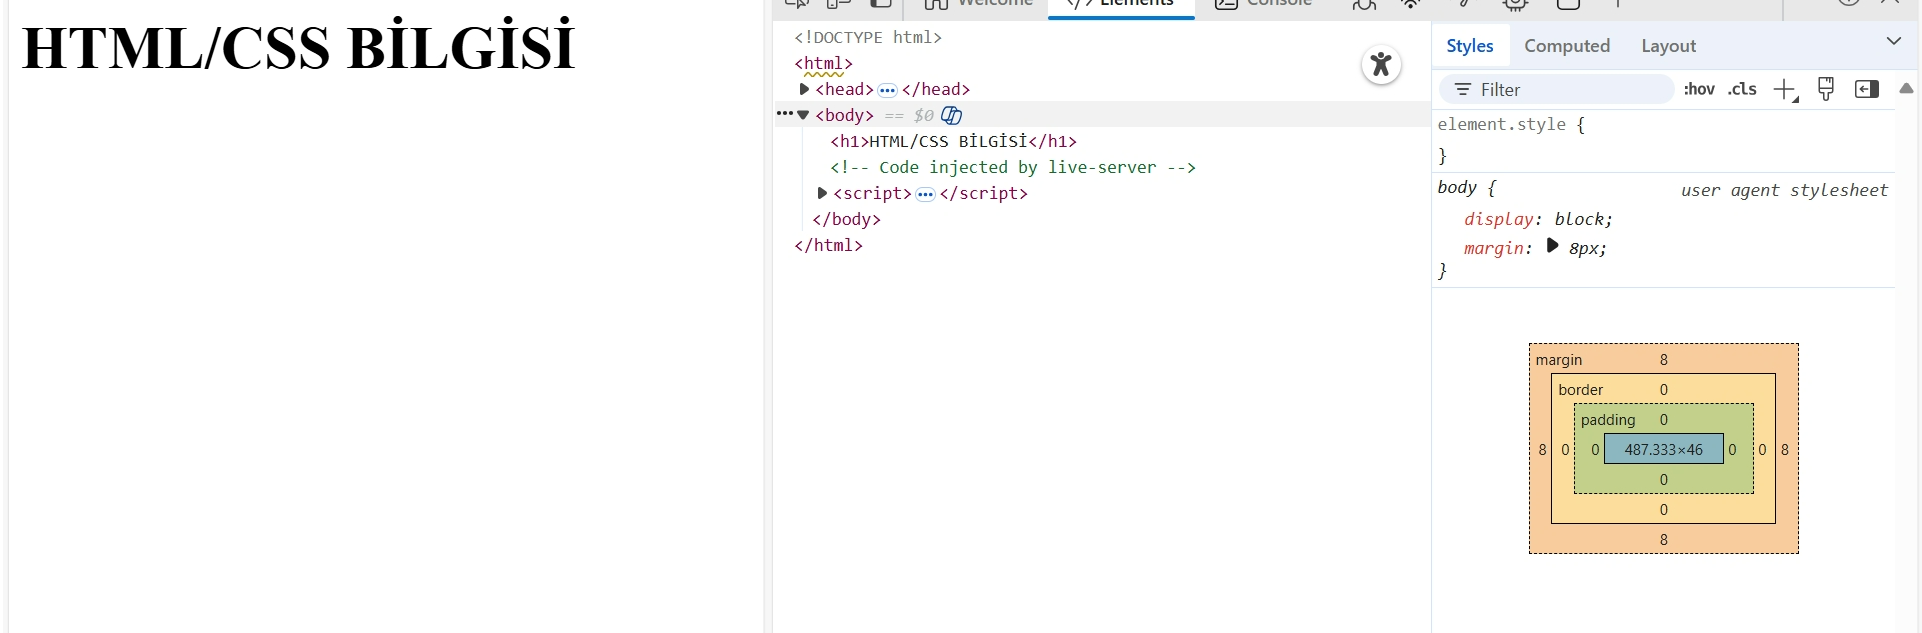 HTML/CSS BİLGİSİ
Welcome </> Elements Console
<!DOCTYPE html>
<html>
<head> ••• </head>
••• <body> == $0
<h1>HTML/CSS BİLGİSİ</h1>
<!-- Code injected by live-server -->
<script> ••• </script>
</body>
</html>
Styles Computed Layout
Filter :hov .cls
element.style {
}
body { user agent stylesheet
display: block;
margin: 8px;
}
margin 8
border 0
padding 0
8 0 0 487.333×46 0 0 8
0
0
8